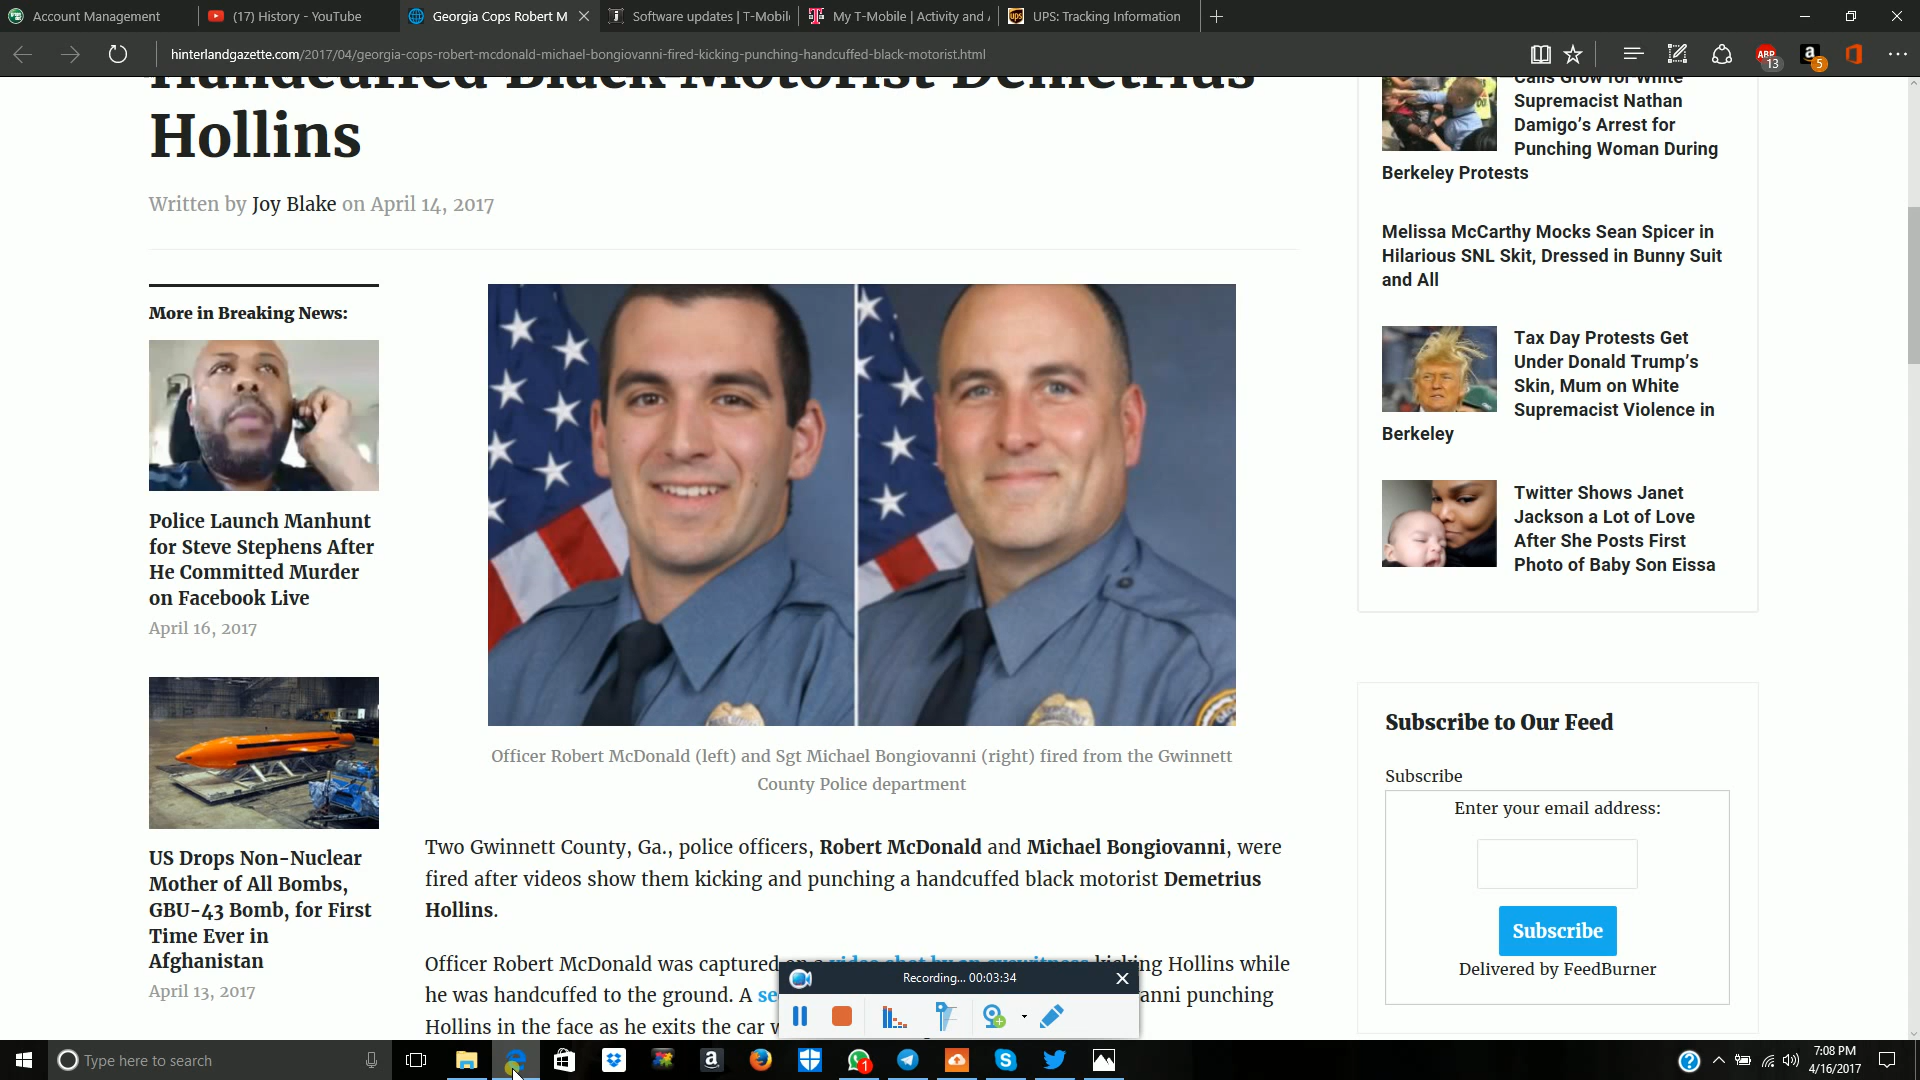 Account Management
(17) History - YouTube
Georgia Cops Robert M
Software updates | T-Mobil
My T-Mobile | Activity and
UPS: Tracking Information
hinterlandgazette.com/2017/04/georgia-cops-robert-mcdonald-michael-bongiovanni-fired-kicking-punching-handcuffed-black-motorist.html
ABP
13
5
Handcuffed Black Motorist Demetrius
Hollins
Written by Joy Blake on April 14, 2017
More in Breaking News:
Police Launch Manhunt
for Steve Stephens After
He Committed Murder
on Facebook Live
April 16, 2017
US Drops Non-Nuclear
Mother of All Bombs,
GBU-43 Bomb, for First
Time Ever in
Afghanistan
April 13, 2017
Officer Robert McDonald (left) and Sgt Michael Bongiovanni (right) fired from the Gwinnett
County Police department
Two Gwinnett County, Ga., police officers, Robert McDonald and Michael Bongiovanni, were
fired after videos show them kicking and punching a handcuffed black motorist Demetrius
Hollins.
Officer Robert McDonald was captured on a video shot by an eyewitness kicking Hollins while
he was handcuffed to the ground. A se anni punching
Hollins in the face as he exits the car
Calls Grow for White
Supremacist Nathan
Damigo's Arrest for
Punching Woman During
Berkeley Protests
Melissa McCarthy Mocks Sean Spicer in
Hilarious SNL Skit, Dressed in Bunny Suit
and All
Tax Day Protests Get
Under Donald Trump's
Skin, Mum on White
Supremacist Violence in
Berkeley
Twitter Shows Janet
Jackson a Lot of Love
After She Posts First
Photo of Baby Son Eissa
Subscribe to Our Feed
Subscribe
Enter your email address:
Subscribe
Delivered by FeedBurner
Recording... 00:03:34
Type here to search
1
7:08 PM
4/16/2017